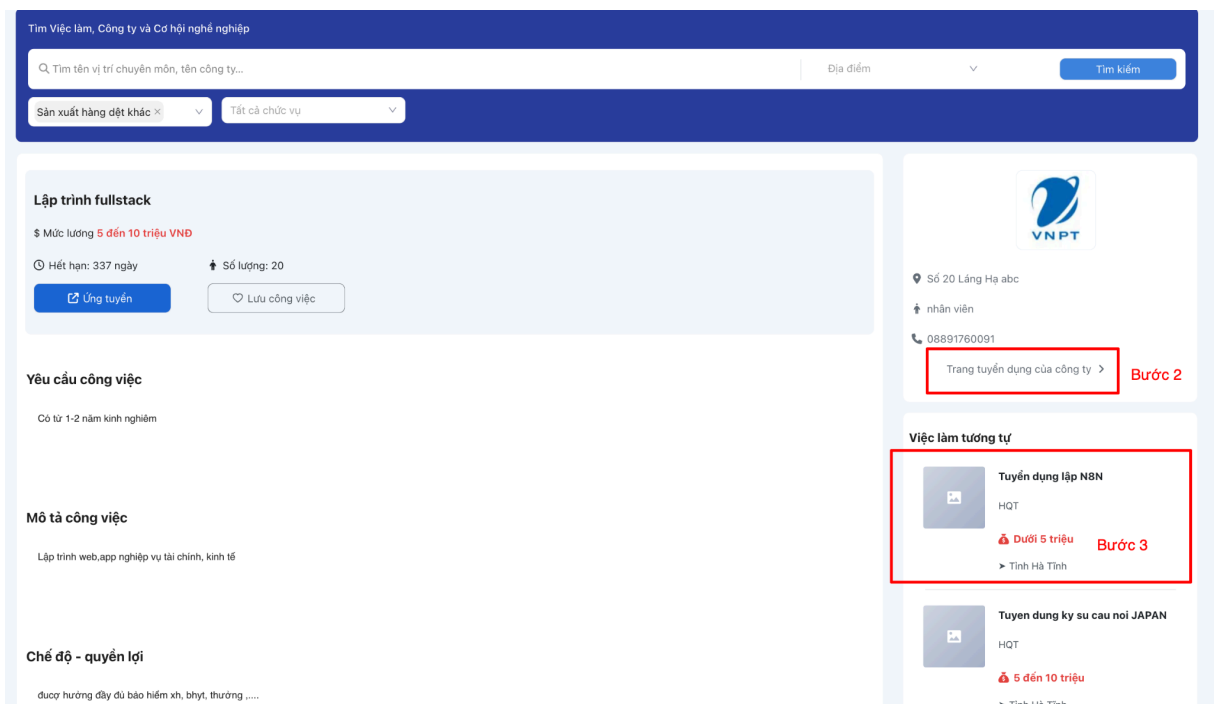 Tìm Việc làm, Công ty và Cơ hội nghề nghiệp
Tìm tên vị trí chuyên môn, tên công ty...
Địa điểm
Tìm kiếm
Sản xuất hàng dệt khác ×
Tất cả chức vụ
Lập trình fullstack
$ Mức lương 5 đến 10 triệu VNĐ
Hết hạn: 337 ngày
Số lượng: 20
Ứng tuyển
Lưu công việc
Yêu cầu công việc
Có từ 1-2 năm kinh nghiêm
Mô tả công việc
Lập trình web,app nghiệp vụ tài chính, kinh tế
Chế độ - quyền lợi
đucợ hưởng đầy đủ bảo hiểm xh, bhyt, thưởng ,....
VNPT
Số 20 Láng Hạ abc
nhân viên
08891760091
Trang tuyển dụng của công ty >
Bước 2
Việc làm tương tự
Tuyển dụng lập N8N
HQT
Dưới 5 triệu
Bước 3
Tỉnh Hà Tĩnh
Tuyen dung ky su cau noi JAPAN
HQT
5 đến 10 triệu
Tỉnh Hà Tĩnh